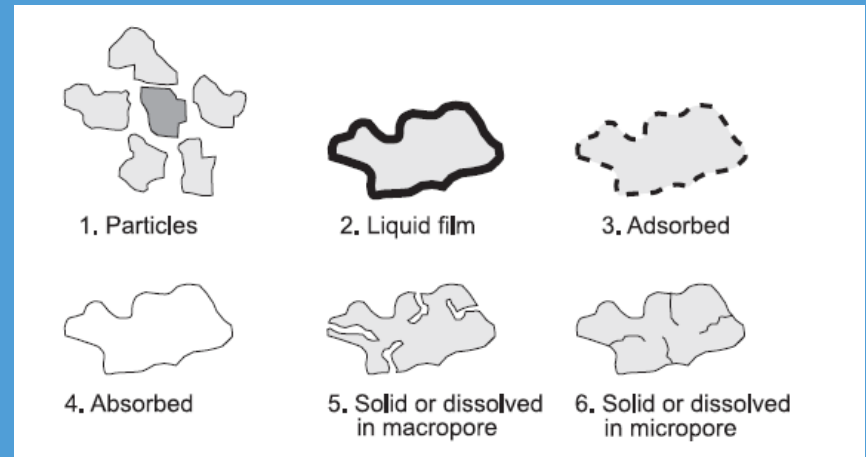 1. Particles
2. Liquid film
3. Adsorbed
4. Absorbed
5. Solid or dissolved
in macropore
6. Solid or dissolved
in micropore